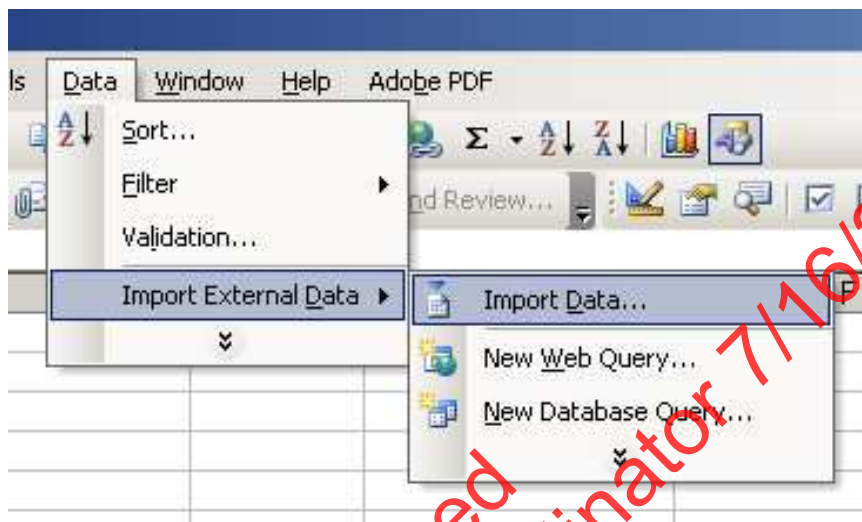 ls Data Window Help Adobe PDF
Sort...
Filter
nd Review...
Validation...
Import External Data
Import Data...
F
New Web Query...
New Database Query...
ed
inator 7/16/